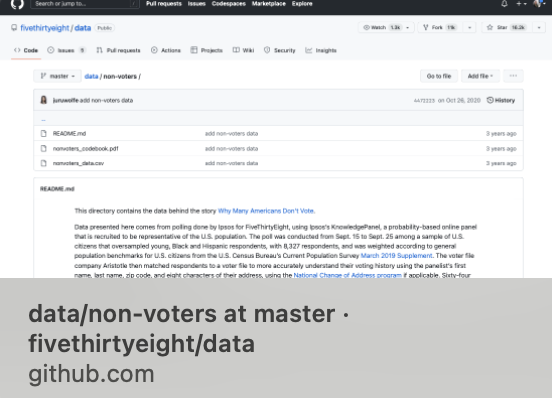 Search or jump to...
/
Pull requests Issues Codespaces Marketplace Explore
fivethirtyeight / data Public
Watch 1.3k
Fork 11k
Star 16.2k
Code
Issues 9
Pull requests
Actions
Projects
Wiki
Security
Insights
master
data / non-voters /
Go to file
Add file
junuwolfe add non voters data
on Oct 26, 2020
History
..
README.md add non-voters data 3 years ago
nonvoters_codebook.pdf add non-voters data 3 years ago
nonvoters_data.csv add non-voters data 3 years ago
README.md
This directory contains the data behind the story Why Many Americans Don't Vote.
Data presented here comes from polling done by Ipsos for FiveThirtyEight, using Ipsos's KnowledgePanel, a probability-based online panel
that is recruited to be representative of the U.S. population. The poll was conducted from Sept. 15 to Sept. 25 among a sample of U.S.
citizens that oversampled young, Black and Hispanic respondents, with 8,327 respondents, and was weighted according to general
population benchmarks for U.S. citizens from the U.S. Census Bureau's Current Population Survey March 2019 Supplement. The voter file
company Aristotle then matched respondents to a voter file to more accurately understand their voting history using the panelist's first
name, last name, zip code, and eight characters of their address, using the National Change of Address program if applicable. Sixty-four
data/non-voters at master ·
fivethirtyeight/data
github.com